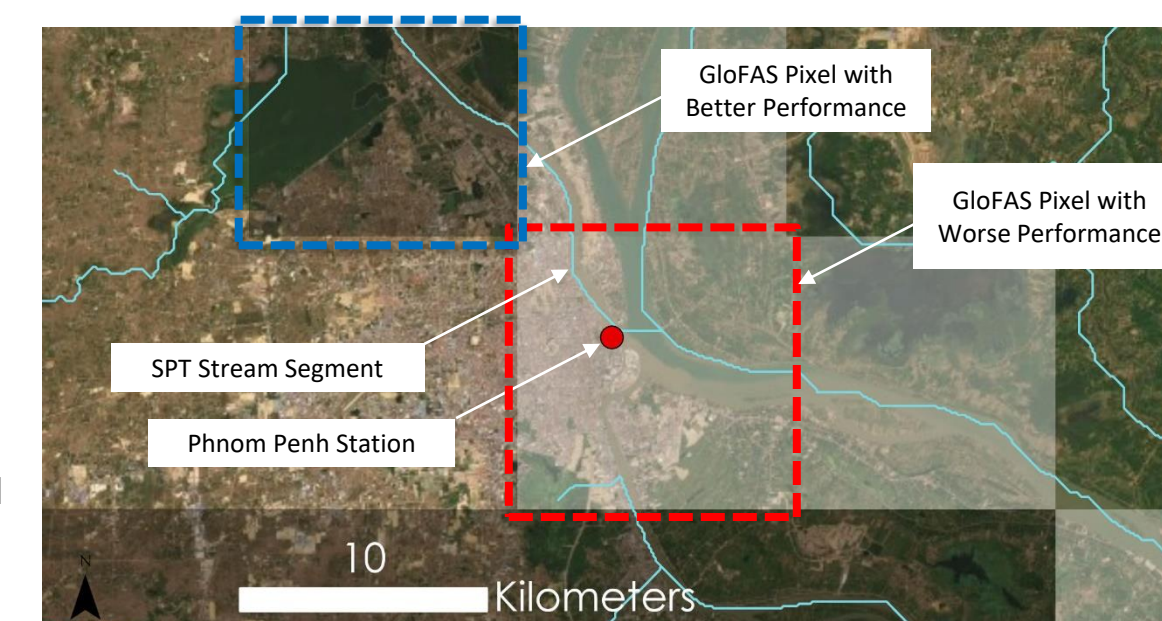 GloFAS Pixel with
Better Performance
GloFAS Pixel with
Worse Performance
SPT Stream Segment
Phnom Penh Station
N
10
Kilometers